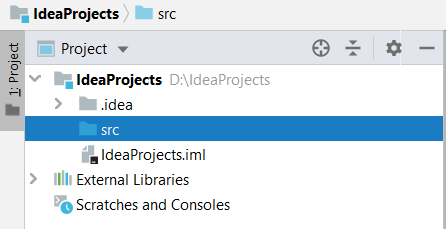 IdeaProjects src
1: Project
Project
IdeaProjects D:\IdeaProjects
.idea
src
IdeaProjects.iml
External Libraries
Scratches and Consoles